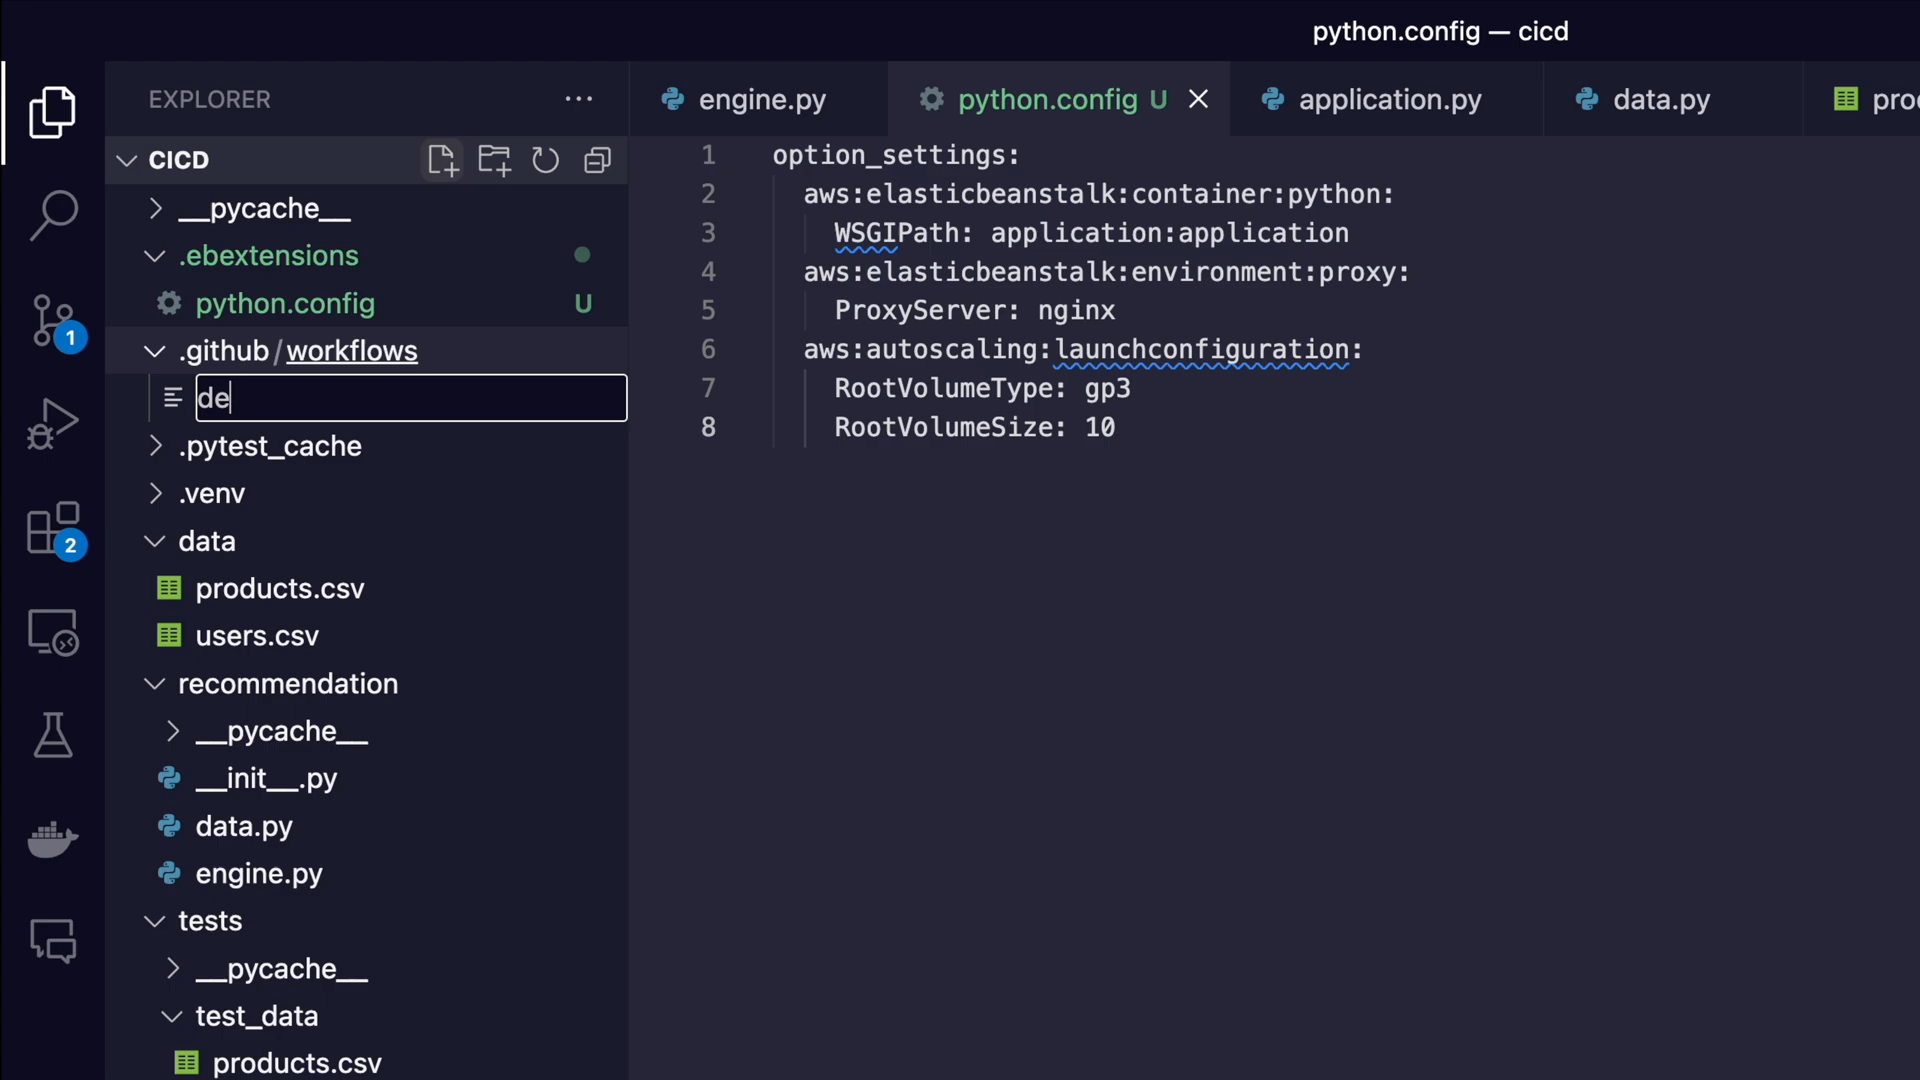 python.config — cicd
EXPLORER
engine.py
python.config U
application.py
data.py
CICD
__pycache__
.ebextensions
python.config U
.github/workflows
de
.pytest_cache
.venv
data
products.csv
users.csv
recommendation
__pycache__
__init__.py
data.py
engine.py
tests
__pycache__
test_data
products.csv
1
2
1 option_settings:
2 aws:elasticbeanstalk:container:python:
3 WSGIPath: application:application
4 aws:elasticbeanstalk:environment:proxy:
5 ProxyServer: nginx
6 aws:autoscaling:launchconfiguration:
7 RootVolumeType: gp3
8 RootVolumeSize: 10